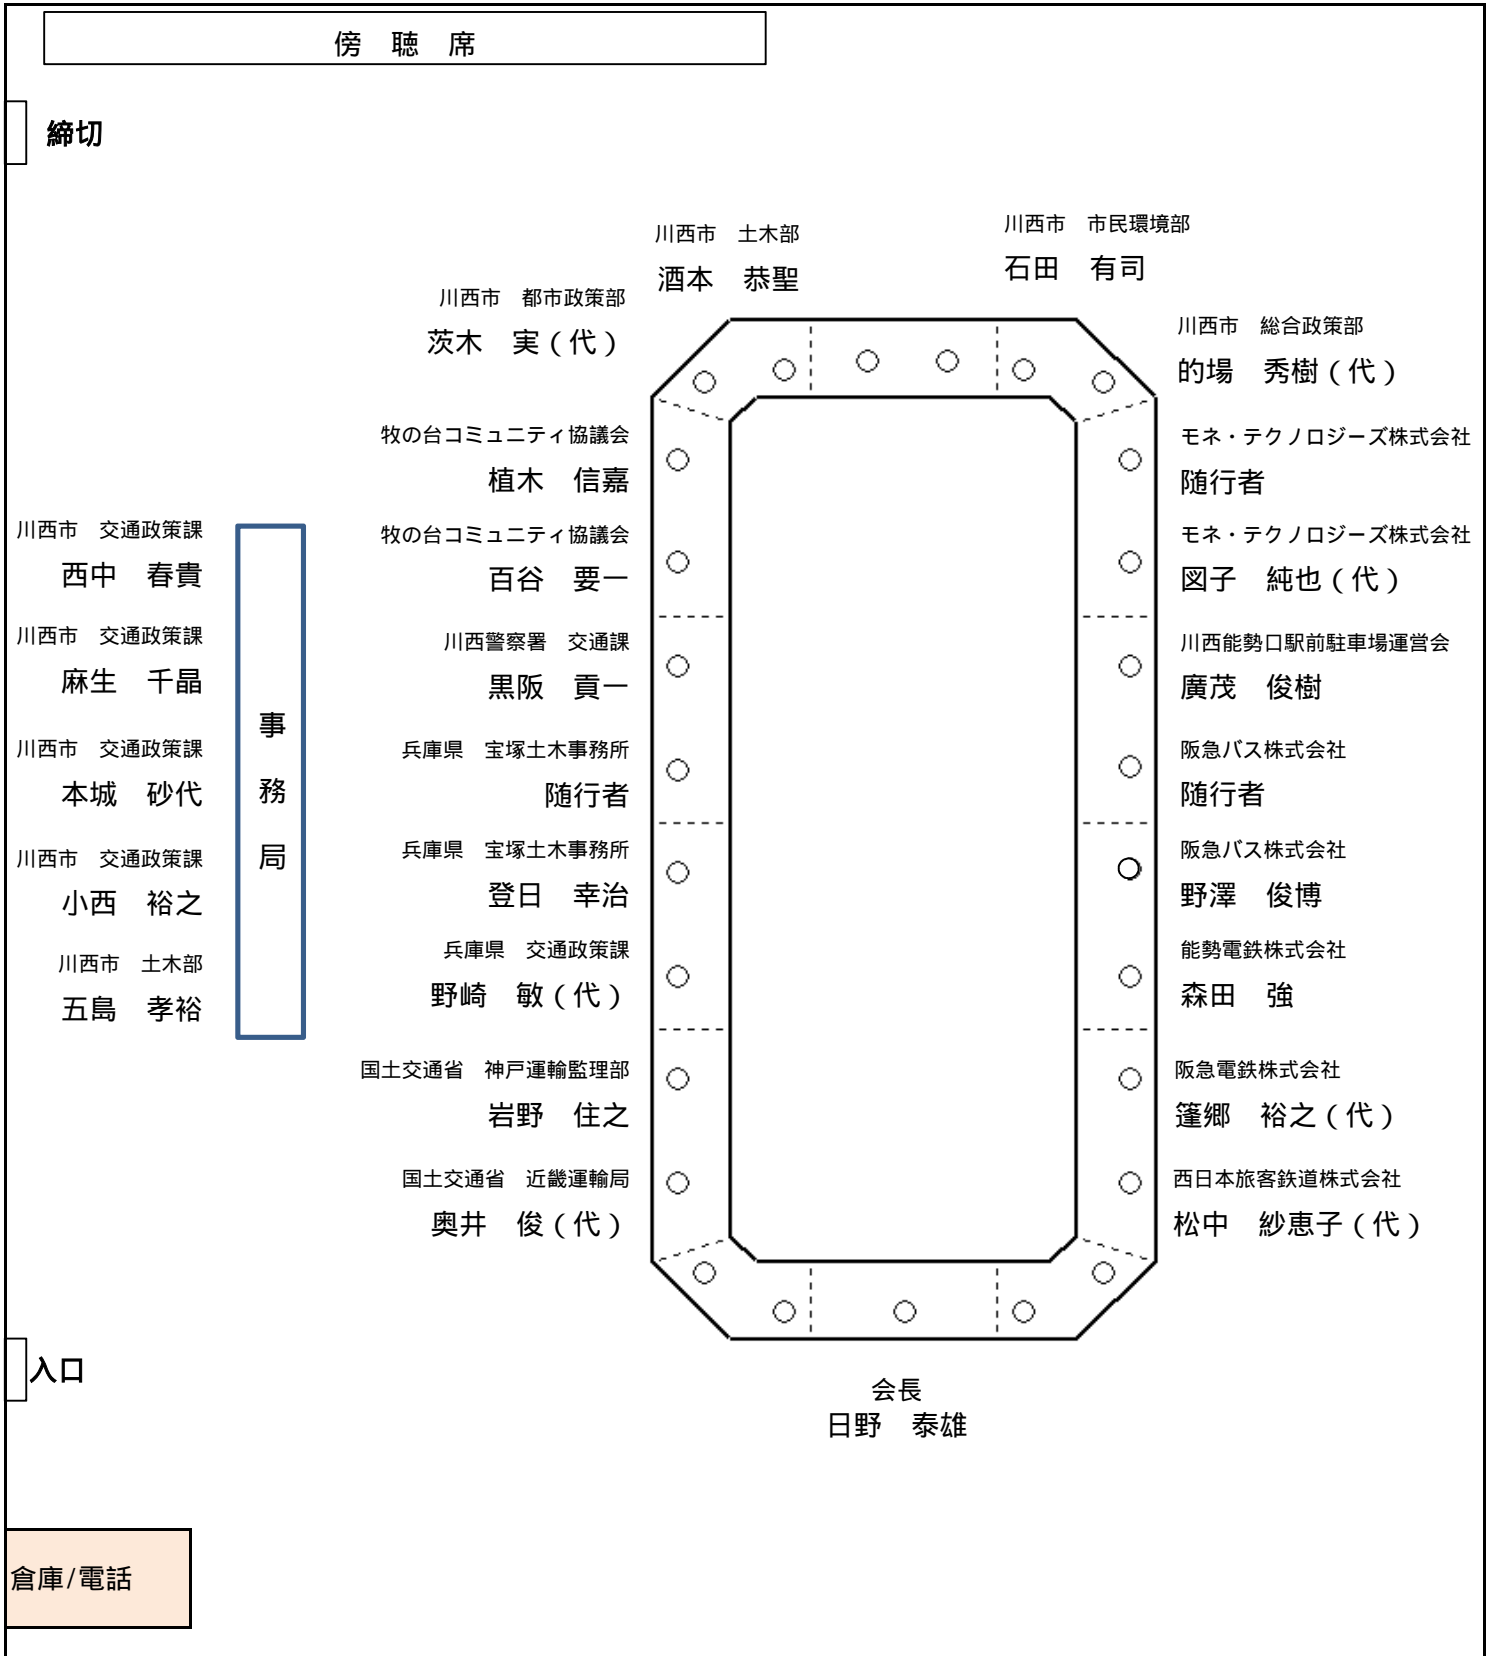 傍　聴　席
締切
川西市　土木部
酒本　恭聖
川西市　市民環境部
石田　有司
川西市　都市政策部
茨木　実（代）
川西市　総合政策部
的場　秀樹（代）
牧の台コミュニティ協議会
植木　信嘉
牧の台コミュニティ協議会
百谷　要一
川西警察署　交通課
黒阪　貢一
兵庫県　宝塚土木事務所
随行者
兵庫県　宝塚土木事務所
登日　幸治
兵庫県　交通政策課
野崎　敏（代）
国土交通省　神戸運輸監理部
岩野　住之
国土交通省　近畿運輸局
奥井　俊（代）
モネ・テクノロジーズ株式会社
随行者
モネ・テクノロジーズ株式会社
図子　純也（代）
川西能勢口駅前駐車場運営会
廣茂　俊樹
阪急バス株式会社
随行者
阪急バス株式会社
野澤　俊博
能勢電鉄株式会社
森田　強
阪急電鉄株式会社
篷郷　裕之（代）
西日本旅客鉄道株式会社
松中　紗恵子（代）
川西市　交通政策課
西中　春貴
川西市　交通政策課
麻生　千晶
川西市　交通政策課
本城　砂代
川西市　交通政策課
小西　裕之
川西市　土木部
五島　孝裕
事
務
局
入口
会長
日野　泰雄
倉庫/電話